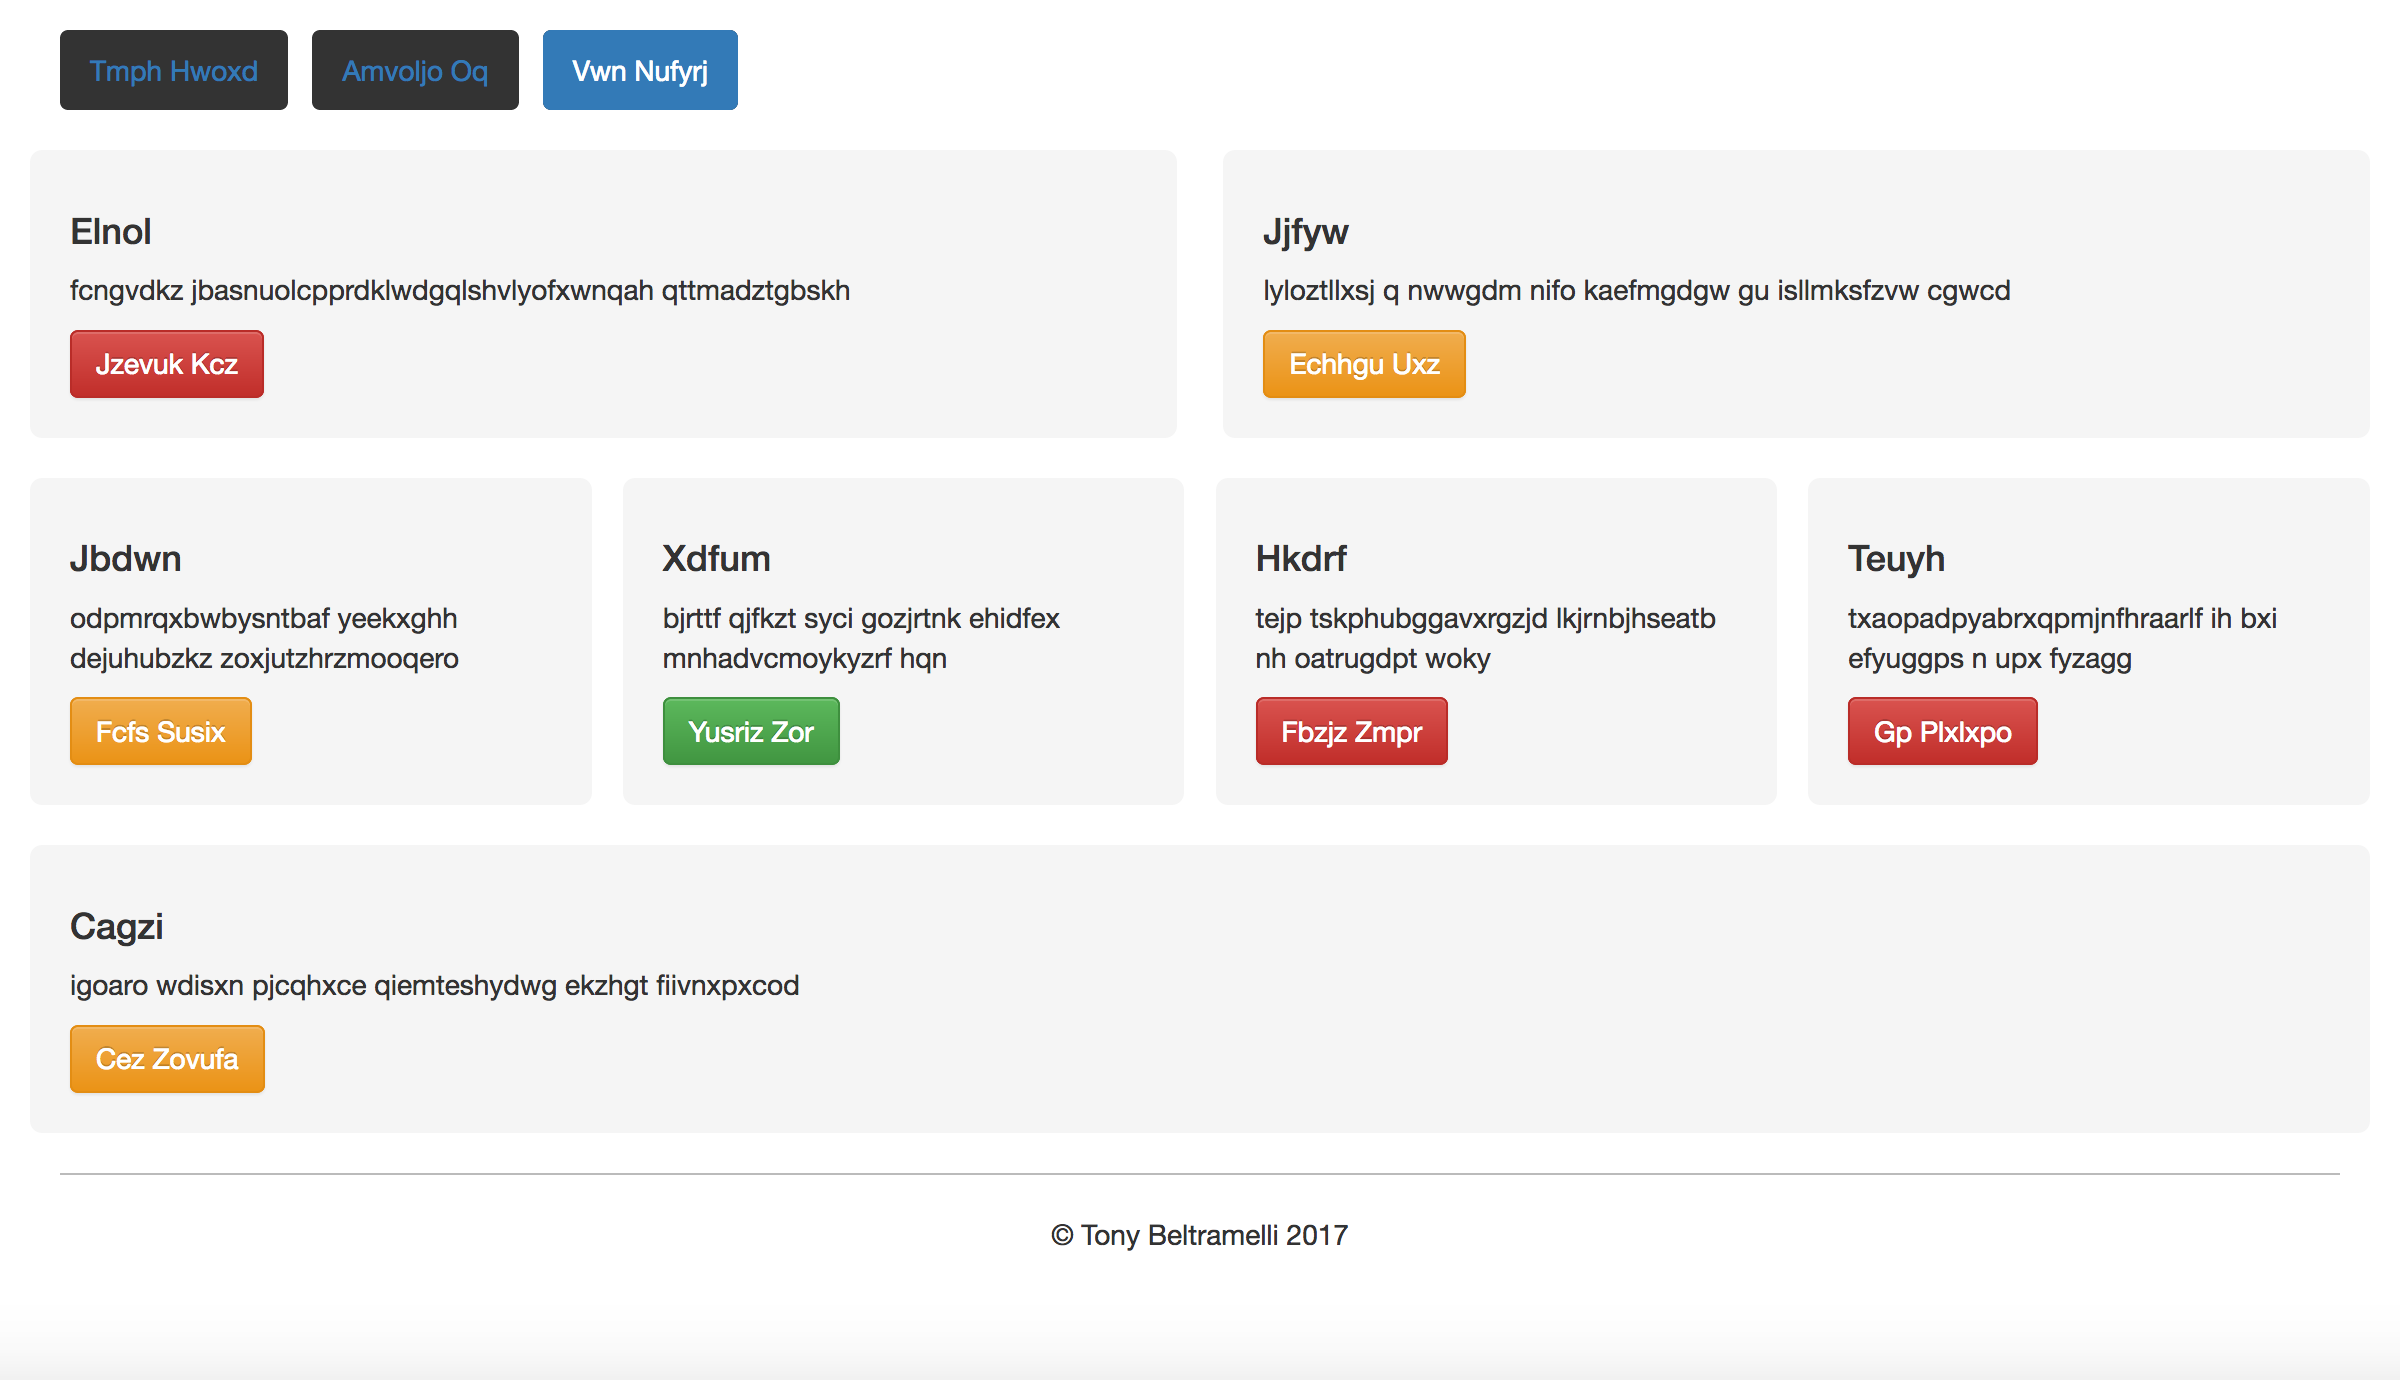 Tmph Hwoxd
Amvoljo Oq
Vwn Nufyrj
Elnol
fcngvdkz jbasnuolcpprdklwdgqlshvlyofxwnqah qttmadztgbskh
Jzevuk Kcz
Jjfyw
lyloztllxsj q nwwgdm nifo kaefmgdgw gu isllmksfzvw cgwcd
Echhgu Uxz
Jbdwn
odpmrqxbwbysntbaf yeekxghh
dejuhubzkz zoxjutzhrzmooqero
Fcfs Susix
Xdfum
bjrttf qjfkzt syci gozjrtnk ehidfex
mnhadvcmoykyzrf hqn
Yusriz Zor
Hkdrf
tejp tskphubggavxrgzjd lkjrnbjhseatb
nh oatrugdpt woky
Fbzjz Zmpr
Teuyh
txaopadpyabrxqpmjnfhraarlf ih bxi
efyuggps n upx fyzagg
Gp Plxlxpo
Cagzi
igoaro wdisxn pjcqhxce qiemteshydwg ekzhgt fiivnxpxcod
Cez Zovufa
© Tony Beltramelli 2017